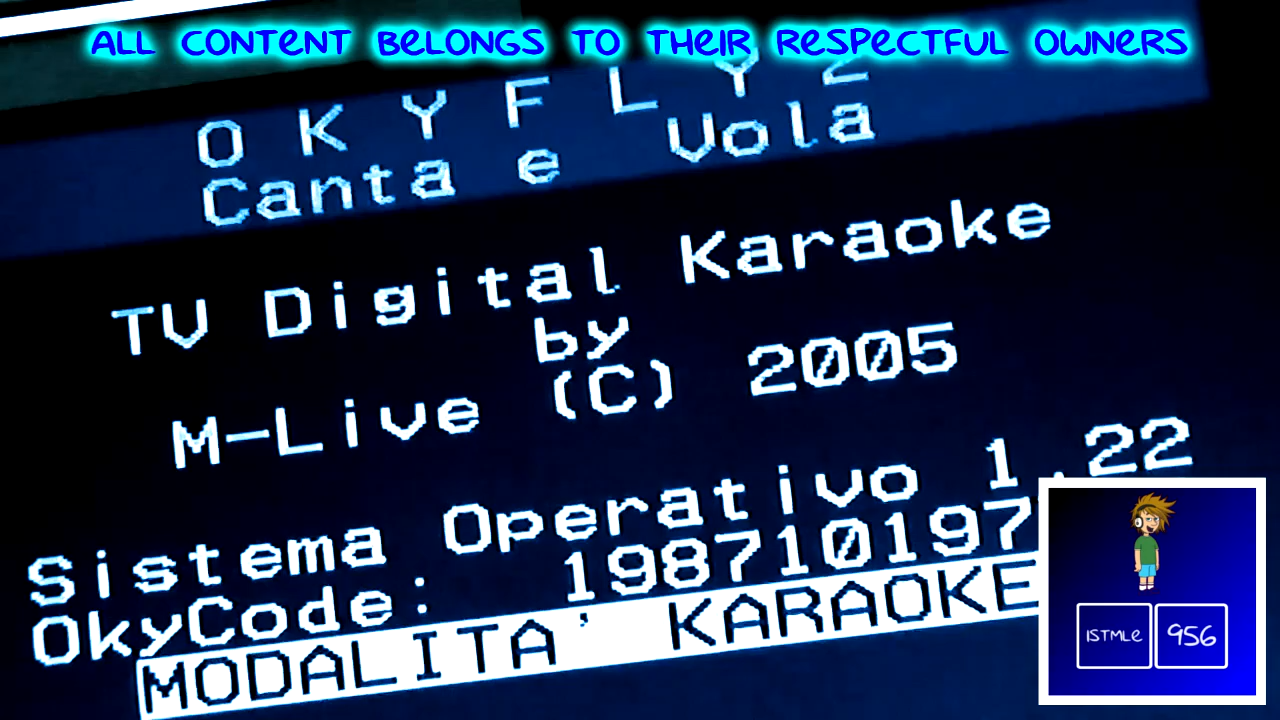 ALL CONTENT BELONGS TO THEIR RESPECTFUL OWNERS
O K Y F L Y 2
Canta e Vola
TV Digital Karaoke
by
M-Live (C) 2005
Sistema Operativo 1.22
OkyCode: 198710197
MODALITA' KARAOKE
ISTMLE
956